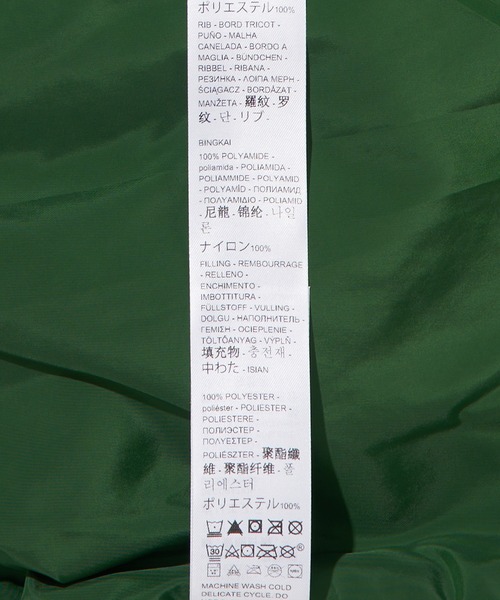 ポリエステル100%
RIB - BORD TRICOT -
PUÑO - MALHA
CANELADA - BORDO A
MAGLIA - BÜNDCHEN -
RIBBEL - RIBANA -
РЕЗИНКА - ΛΟΙΠΑ ΜΕΡΗ -
ŚCIĄGACZ - BORDÁZAT -
MANŽETA - 羅紋 - 罗
纹 - 단 - リブ -
BINGKAI
100% POLYAMIDE -
poliamida - POLIAMIDA -
POLIAMMIDE - POLYAMID
- POLYAMÍD - ПОЛИАМИД
- ΠΟΛΥΑΜΙΔΙΟ - POLIAMID
- 尼龍 - 锦纶 - 나일
론
ナイロン100%
FILLING - REMBOURRAGE
- RELLENO -
ENCHIMENTO -
IMBOTTITURA -
FÜLLSTOFF - VULLING -
DOLGU - НАПОЛНИТЕЛЬ -
ΓΕΜΙΣΗ - OCIEPLENIE -
TÖLTŐANYAG - VÝPLŇ -
填充物 - 충전재 -
中わた - ISIAN
100% POLYESTER -
poliéster - POLIESTER -
POLIESTERE -
ПОЛИЭСТЕР -
ΠΟΛΥΕΣΤΕΡ -
POLIÉSZTER - 聚酯纖
維 - 聚酯纤维 - 폴
리에스터
ポリエステル100%
30
MACHINE WASH COLD
DELICATE CYCLE. DO